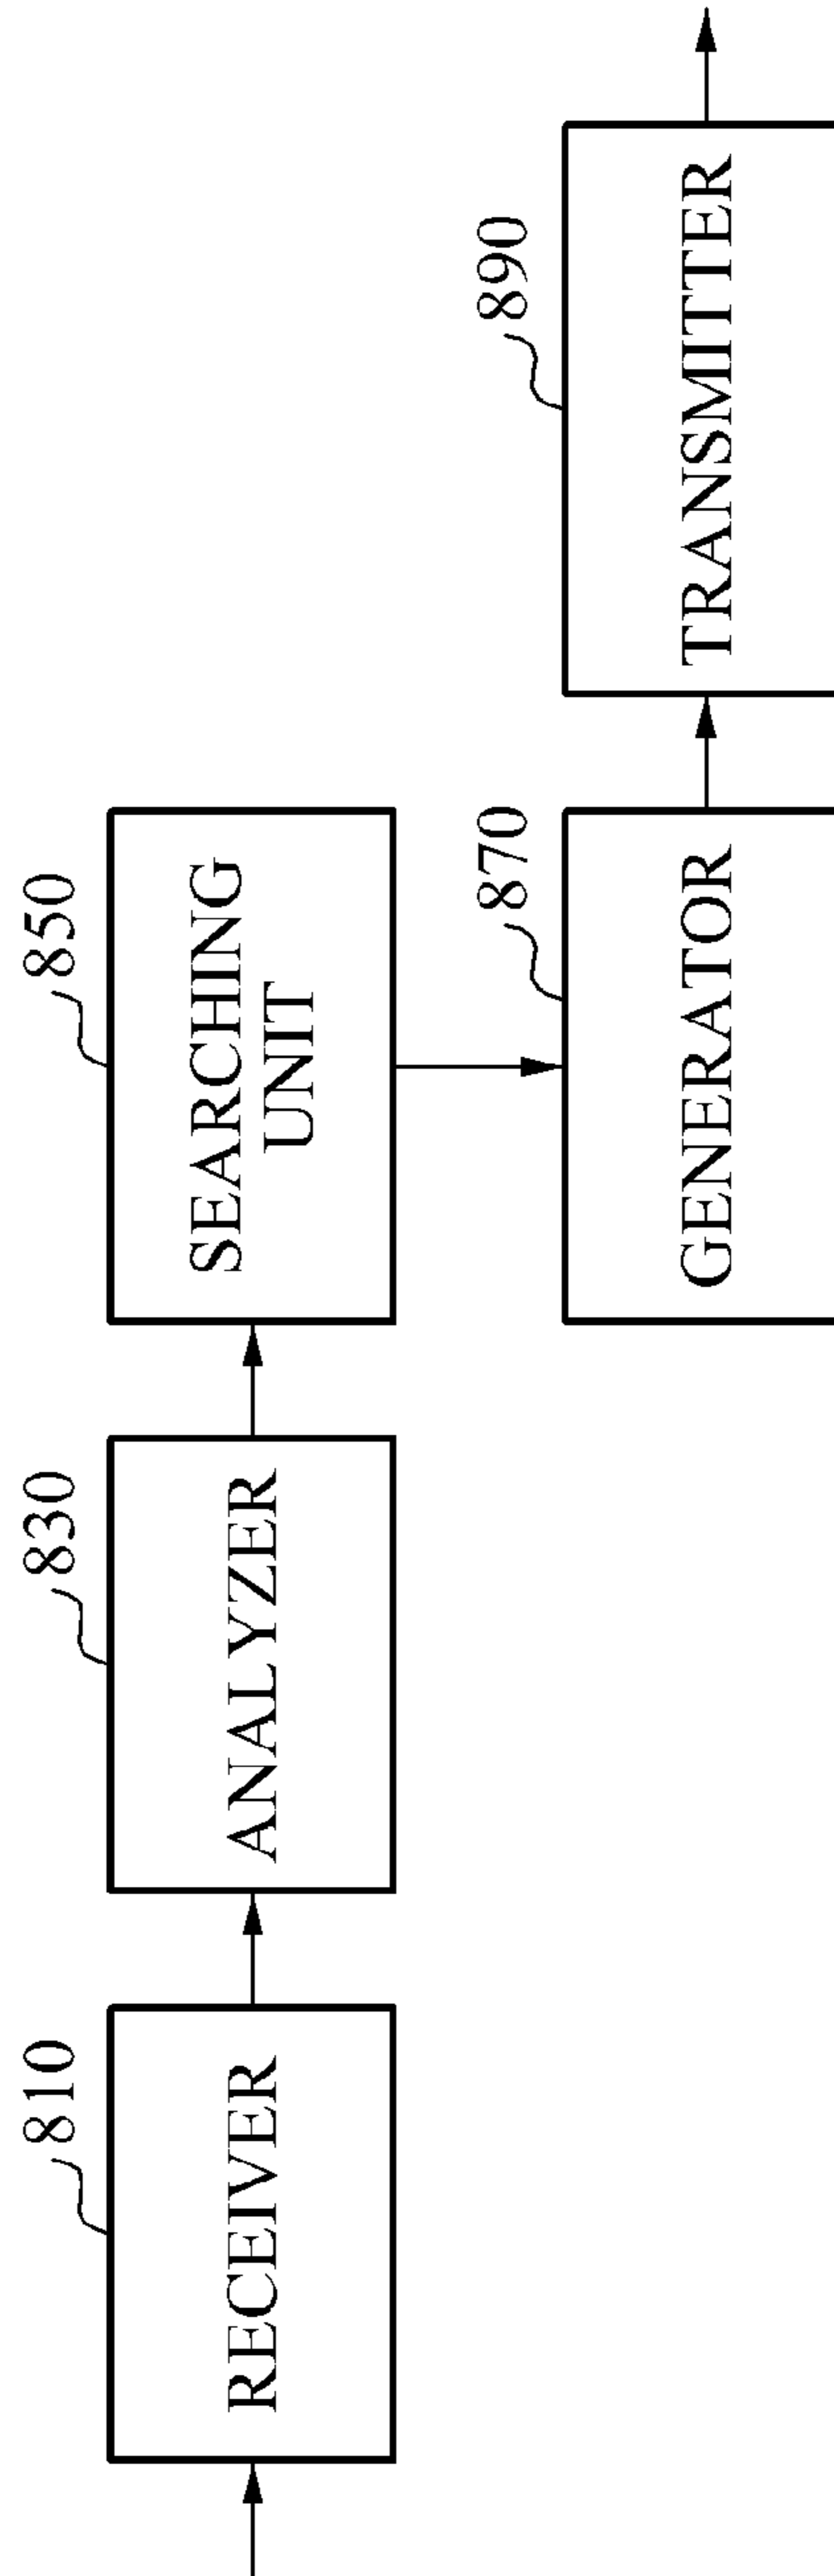 810
RECEIVER
830
ANALYZER
850
SEARCHING
UNIT
870
GENERATOR
890
TRANSMITTER